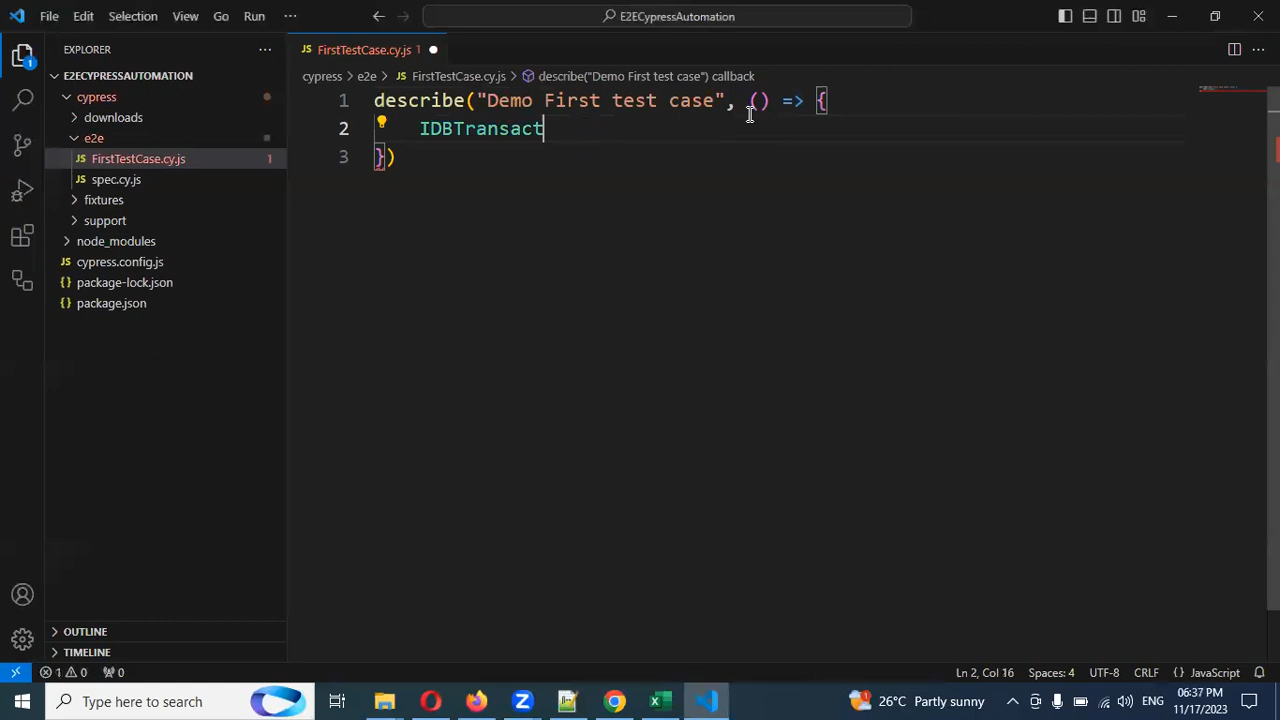 File Edit Selection View Go Run ··· E2ECypressAutomation
EXPLORER
FirstTestCase.cy.js 1
E2ECYPRESSAUTOMATION
cypress > e2e > FirstTestCase.cy.js > describe("Demo First test case") callback
cypress
downloads
e2e
FirstTestCase.cy.js 1
spec.cy.js
fixtures
support
node_modules
cypress.config.js
package-lock.json
package.json
1 describe("Demo First test case", () => {
2 IDBTransact
3 })
1
OUTLINE
TIMELINE
1 0 0 Ln 2, Col 16 Spaces: 4 UTF-8 CRLF {} JavaScript
Type here to search
26°C Partly sunny ENG 06:37 PM
11/17/2023